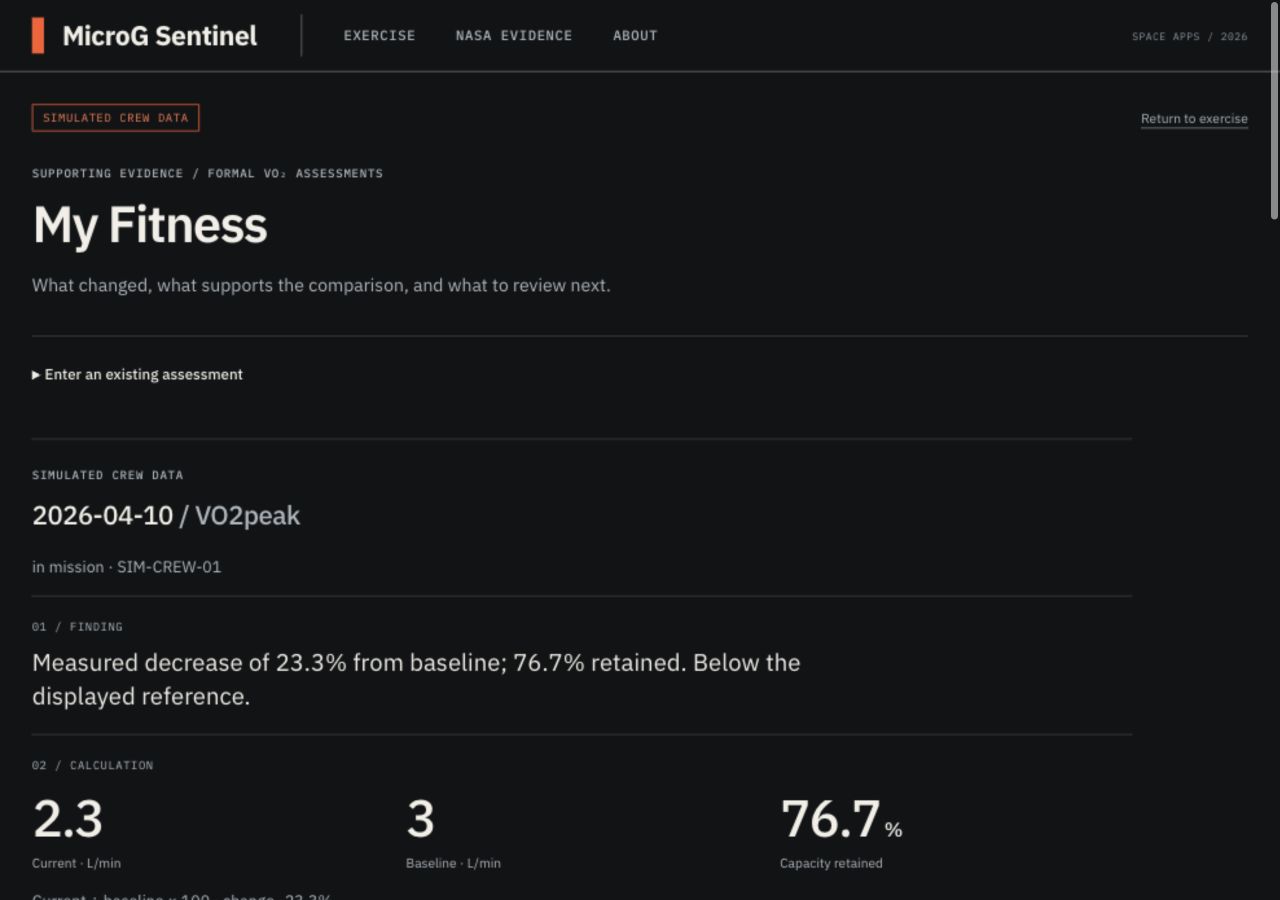 MicroG Sentinel
EXERCISE
NASA EVIDENCE
ABOUT
SPACE APPS / 2026
SIMULATED CREW DATA
Return to exercise
SUPPORTING EVIDENCE / FORMAL VO₂ ASSESSMENTS
My Fitness
What changed, what supports the comparison, and what to review next.
▸ Enter an existing assessment
SIMULATED CREW DATA
2026-04-10 / VO2peak
in mission · SIM-CREW-01
01 / FINDING
Measured decrease of 23.3% from baseline; 76.7% retained. Below the
displayed reference.
02 / CALCULATION
2.3
3
76.7 %
Current · L/min
Baseline · L/min
Capacity retained